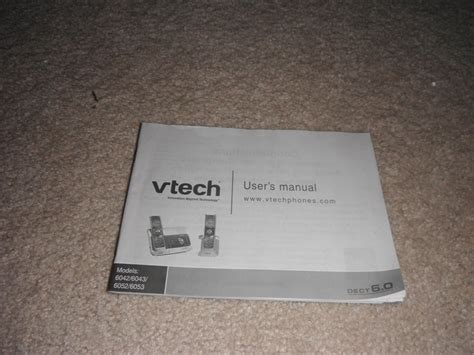 vtech
User's manual
www.vtechphones.com
Models:
6042/6043/
6052/6053
DECT 6.0